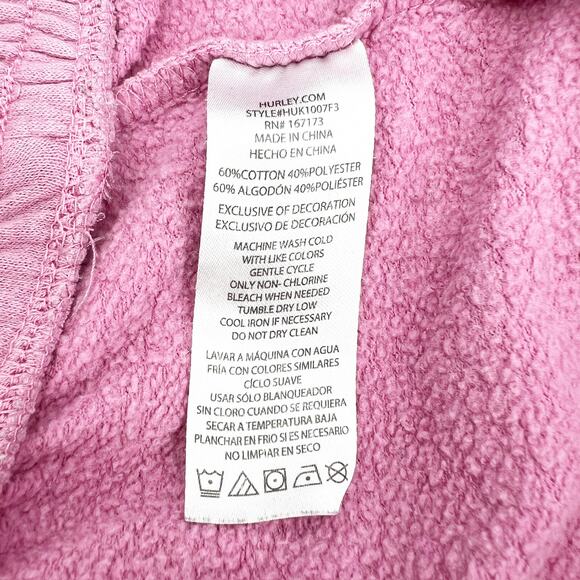 HURLEY.COM
STYLE#HUK1007F3
RN# 167173
MADE IN CHINA
HECHO EN CHINA
60%COTTON 40%POLYESTER
60% ALGODÓN 40%POLIÉSTER
EXCLUSIVE OF DECORATION
EXCLUSIVO DE DECORACIÓN
MACHINE WASH COLD
WITH LIKE COLORS
GENTLE CYCLE
ONLY NON- CHLORINE
BLEACH WHEN NEEDED
TUMBLE DRY LOW
COOL IRON IF NECESSARY
DO NOT DRY CLEAN
LAVAR A MÁQUINA CON AGUA
FRÍA CON COLORES SIMILARES
CÍCLO SUAVE
USAR SÓLO BLANQUEADOR
SIN CLORO CUANDO SE REQUIERA
SECAR A TEMPERATURA BAJA
PLANCHAR EN FRIO SI ES NECESARIO
NO LIMPIAR EN SECO